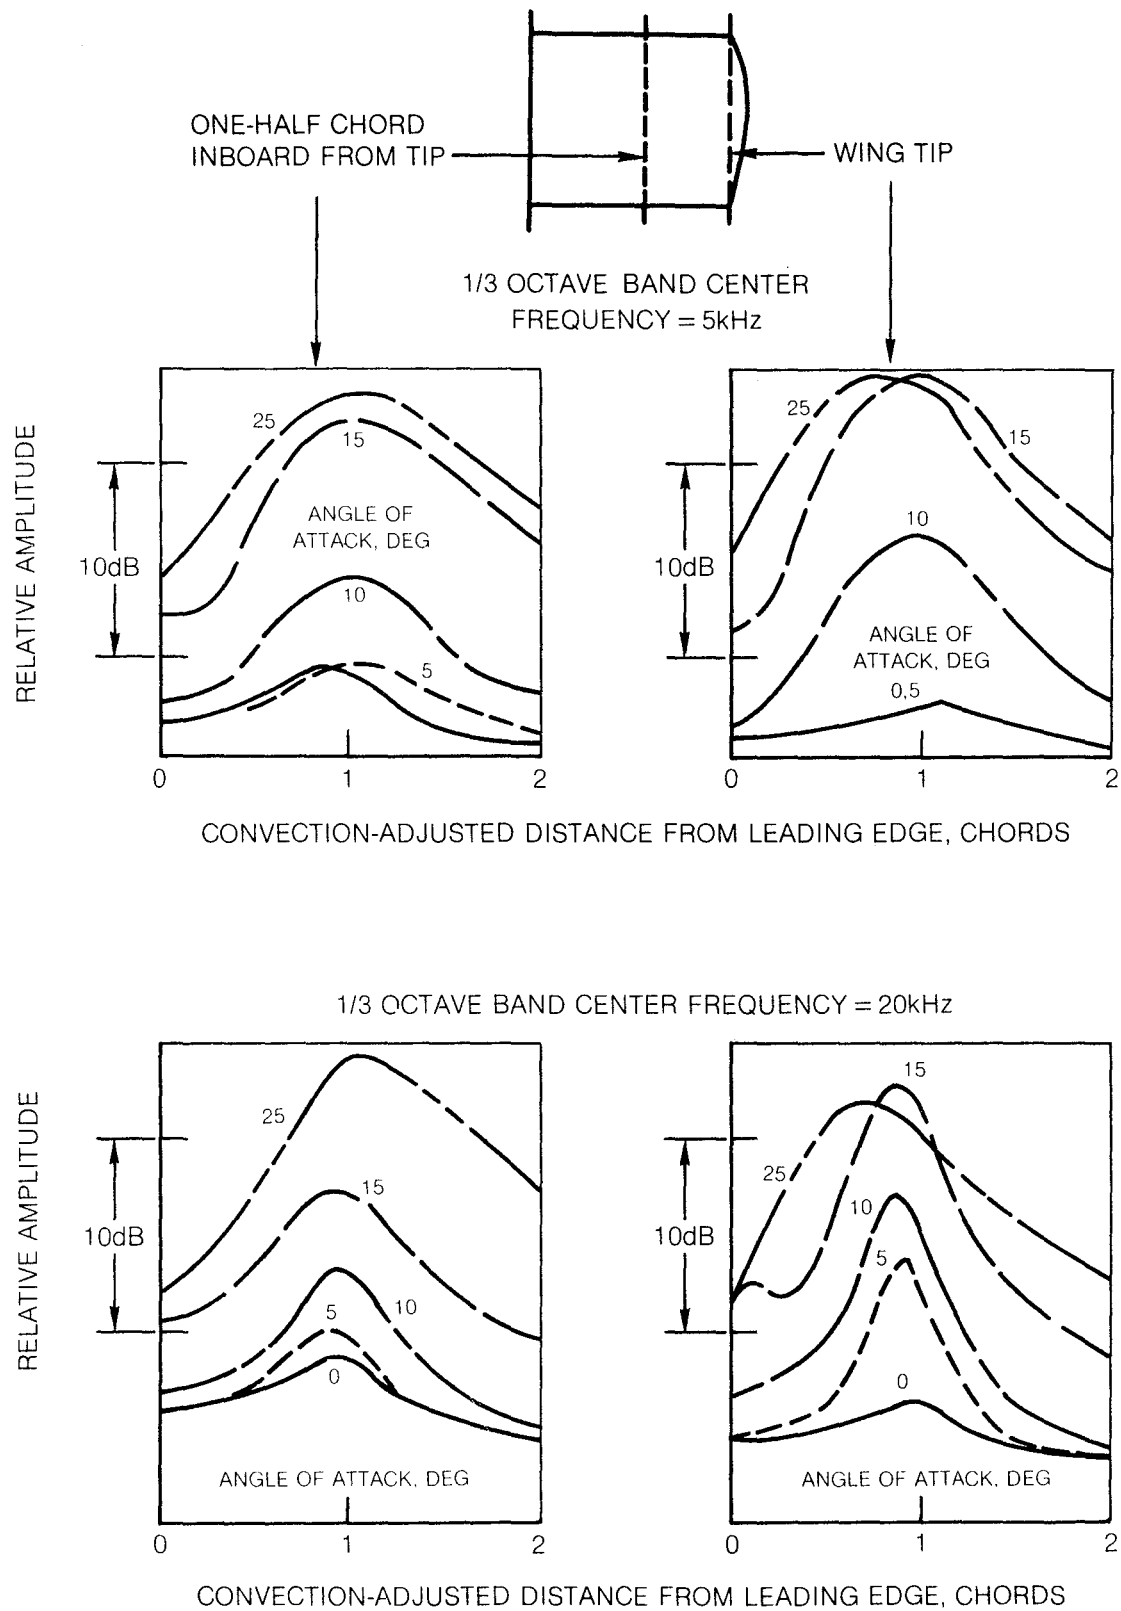 ONE-HALF CHORD
INBOARD FROM TIP
WING TIP
1/3 OCTAVE BAND CENTER
FREQUENCY = 5kHz
RELATIVE AMPLITUDE
10dB
25
15
ANGLE OF
ATTACK, DEG
10
5
0 1 2
10dB
25
15
10
ANGLE OF
ATTACK, DEG
0,5
0 1 2
CONVECTION-ADJUSTED DISTANCE FROM LEADING EDGE, CHORDS
1/3 OCTAVE BAND CENTER FREQUENCY = 20kHz
RELATIVE AMPLITUDE
10dB
25
15
10
5
0
ANGLE OF ATTACK, DEG
0 1 2
10dB
15
25
10
5
0
ANGLE OF ATTACK, DEG
0 1 2
CONVECTION-ADJUSTED DISTANCE FROM LEADING EDGE, CHORDS